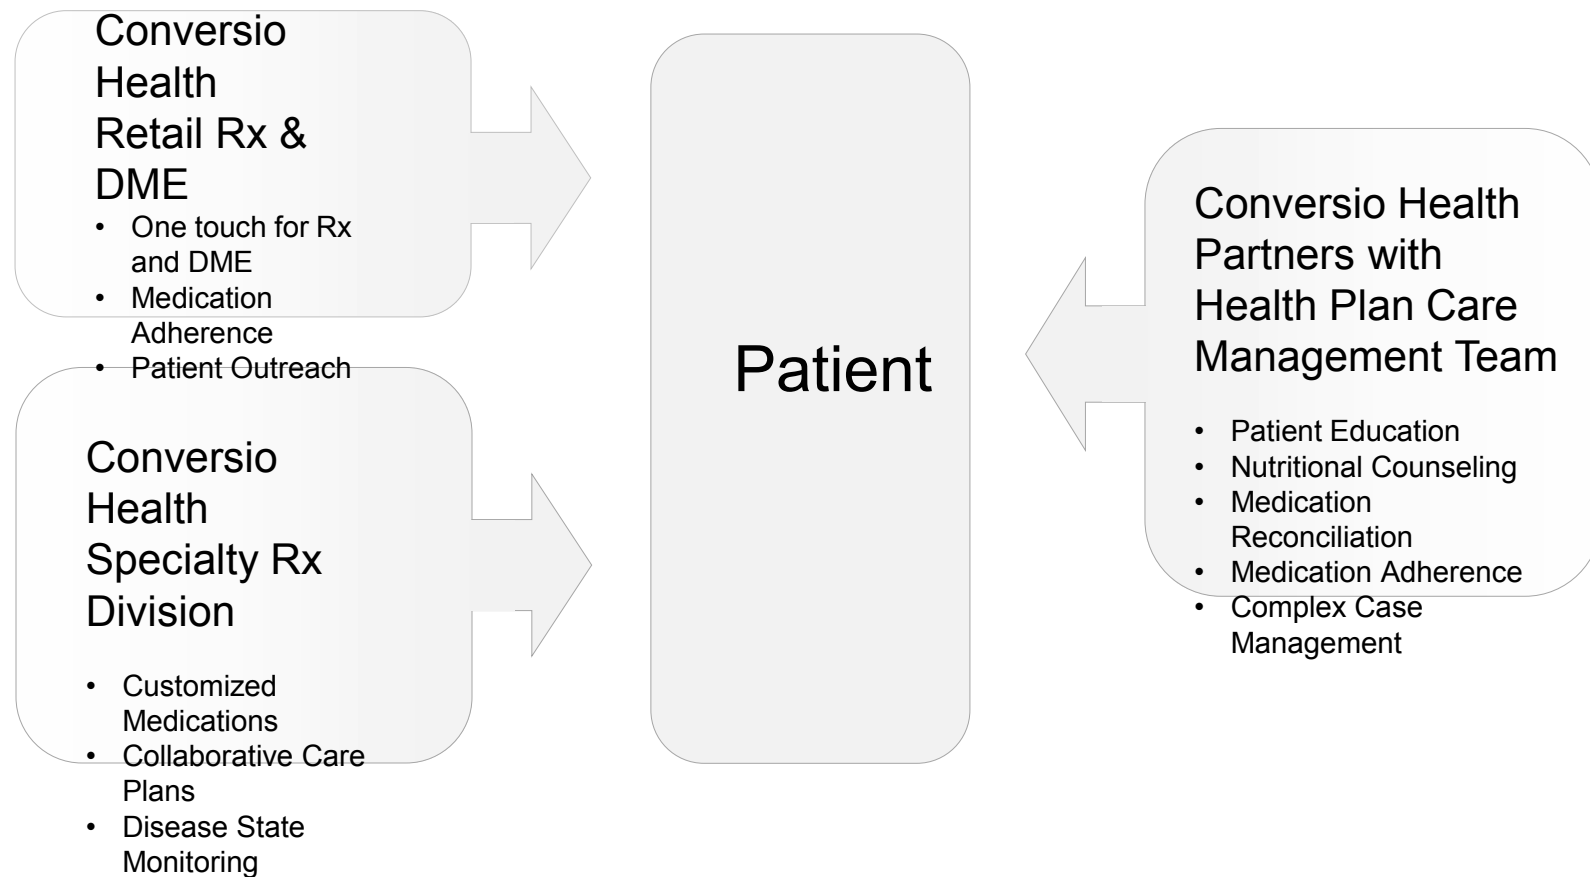 Conversio
Health
Retail Rx &
DME
• One touch for Rx
and DME
• Medication
Adherence
• Patient Outreach
Conversio
Health
Specialty Rx
Division
• Customized
Medications
• Collaborative Care
Plans
• Disease State
Monitoring
Patient
Conversio Health
Partners with
Health Plan Care
Management Team
• Patient Education
• Nutritional Counseling
• Medication
Reconciliation
• Medication Adherence
• Complex Case
Management